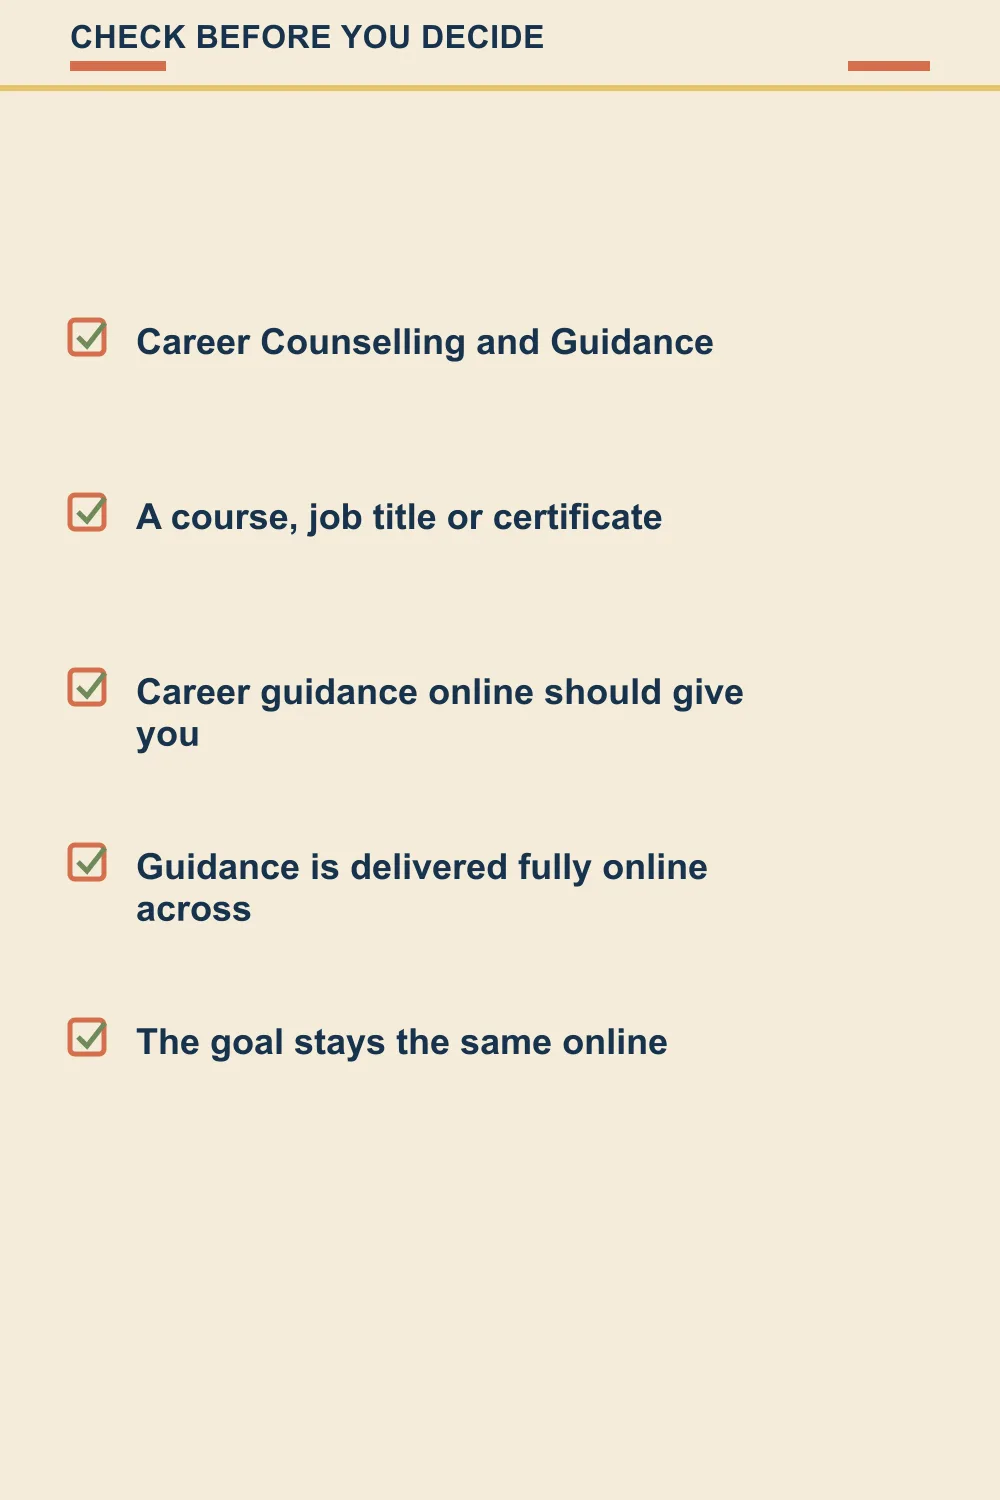 CHECK BEFORE YOU DECIDE
Career Counselling and Guidance
A course, job title or certificate
Career guidance online should give
you
Guidance is delivered fully online
across
The goal stays the same online